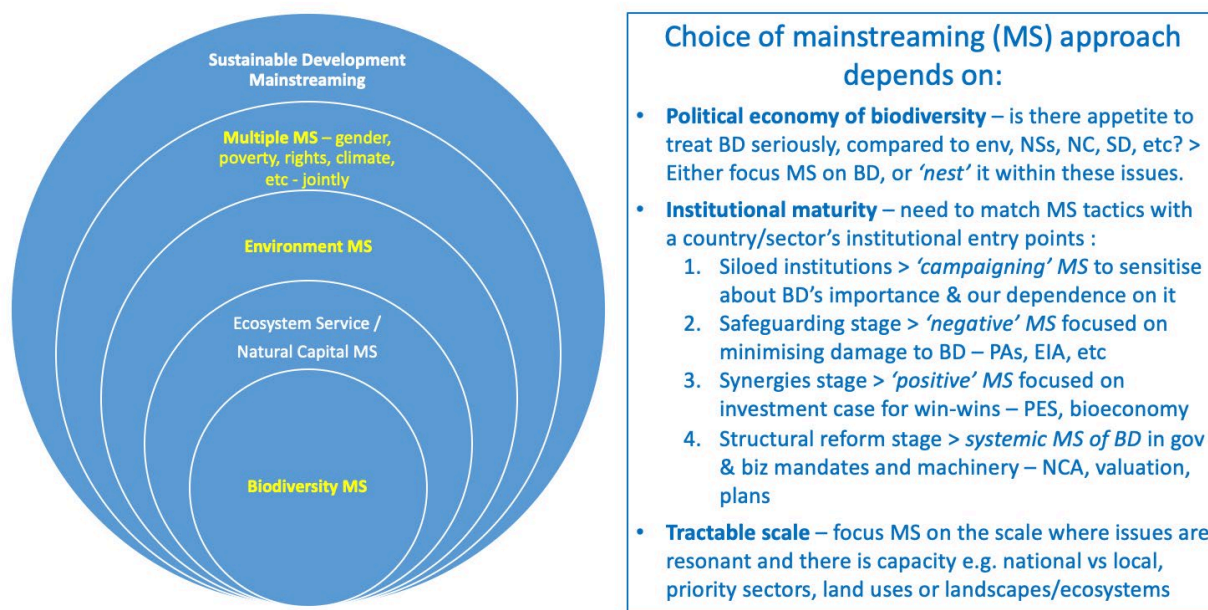 Sustainable Development
Mainstreaming
Multiple MS – gender,
poverty, rights, climate,
etc - jointly
Environment MS
Ecosystem Service /
Natural Capital MS
Biodiversity MS
Choice of mainstreaming (MS) approach
depends on:
• Political economy of biodiversity – is there appetite to
treat BD seriously, compared to env, NSs, NC, SD, etc? >
Either focus MS on BD, or ‘nest’ it within these issues.
• Institutional maturity – need to match MS tactics with
a country/sector’s institutional entry points :
1. Siloed institutions > ‘campaigning’ MS to sensitise
about BD’s importance & our dependence on it
2. Safeguarding stage > ‘negative’ MS focused on
minimising damage to BD – PAs, EIA, etc
3. Synergies stage > ‘positive’ MS focused on
investment case for win-wins – PES, bioeconomy
4. Structural reform stage > systemic MS of BD in gov
& biz mandates and machinery – NCA, valuation,
plans
• Tractable scale – focus MS on the scale where issues are
resonant and there is capacity e.g. national vs local,
priority sectors, land uses or landscapes/ecosystems